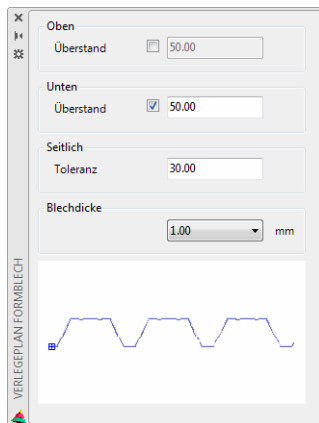 Oben
Überstand 50.00
Unten
Überstand 50.00
Seitlich
Toleranz 30.00
Blechdicke
1.00 mm
VERLEGEPLAN FORMBLECH